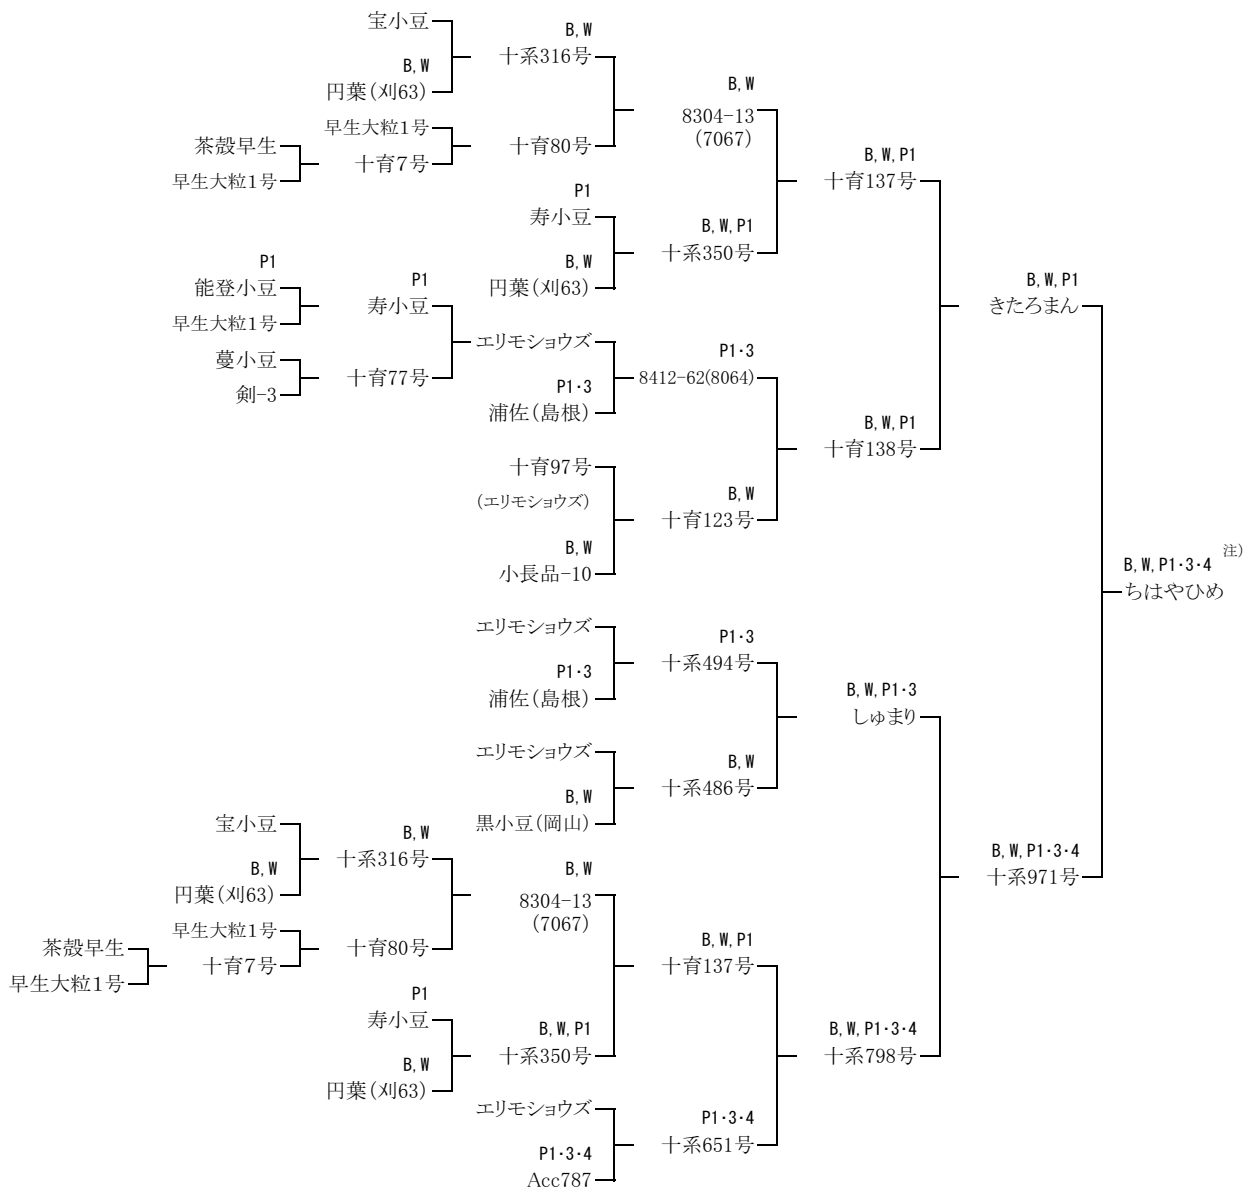 宝小豆
B, W
十系316号
B, W
円葉(刈63)
B, W
8304-13
(7067)
早生大粒1号
茶殻早生
十育80号
十育7号
早生大粒1号
B, W, P1
十育137号
P1
寿小豆
B, W, P1
十系350号
B, W
円葉(刈63)
P1
能登小豆
P1
寿小豆
早生大粒1号
B, W, P1
きたろまん
エリモショウズ
蔓小豆
十育77号
剣-3
P1・3
8412-62(8064)
P1・3
浦佐(島根)
B, W, P1
十育138号
十育97号
(エリモショウズ)
B, W
十育123号
B, W
小長品-10
注)
B, W, P1・3・4
ちはやひめ
エリモショウズ
P1・3
十系494号
P1・3
浦佐(島根)
B, W, P1・3
しゅまり
エリモショウズ
B, W
十系486号
B, W
黒小豆(岡山)
宝小豆
B, W
十系316号
B, W
円葉(刈63)
B, W, P1・3・4
十系971号
B, W
8304-13
(7067)
早生大粒1号
茶殻早生
十育80号
十育7号
早生大粒1号
B, W, P1
十育137号
P1
寿小豆
B, W, P1
十系350号
B, W
円葉(刈63)
B, W, P1・3・4
十系798号
エリモショウズ
P1・3・4
十系651号
P1・3・4
Acc787